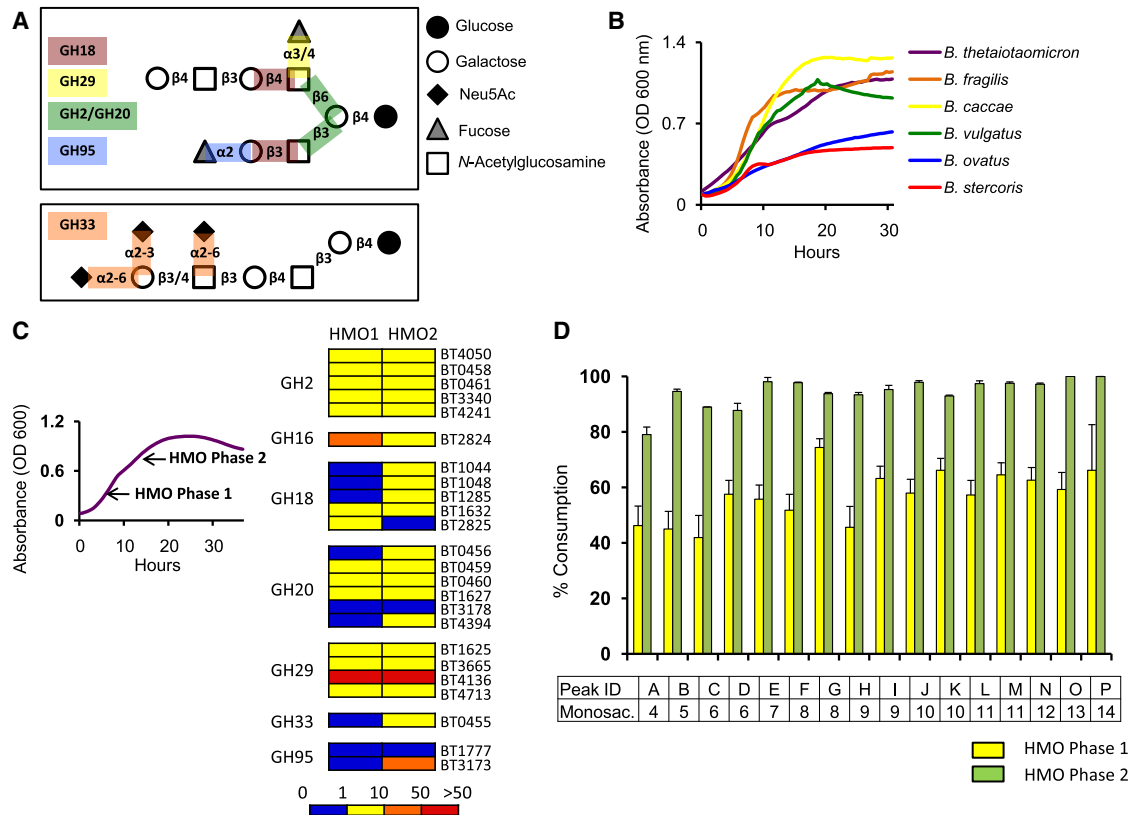 A
GH18
GH29
GH2/GH20
GH95
α3/4
β4 β3 β4
β6
β3
β4
α2 β3
Glucose
Galactose
Neu5Ac
Fucose
N-Acetylglucosamine
GH33
α2-3 α2-6
β4
β3
α2-6 β3/4 β3 β4
B
Absorbance (OD 600 nm)
1.4
0.7
0
0 10 20 30
Hours
B. thetaiotaomicron
B. fragilis
B. caccae
B. vulgatus
B. ovatus
B. stercoris
C
Absorbance (OD 600)
1.2
0.6
0
0 10 20 30
Hours
HMO Phase 2
HMO Phase 1
HMO1 HMO2
GH2
BT4050
BT0458
BT0461
BT3340
BT4241
GH16
BT2824
GH18
BT1044
BT1048
BT1285
BT1632
BT2825
GH20
BT0456
BT0459
BT0460
BT1627
BT3178
BT4394
GH29
BT1625
BT3665
BT4136
BT4713
GH33
BT0455
GH95
BT1777
BT3173
0 1 10 50 >50
D
% Consumption
100
80
60
40
20
0
Peak ID A B C D E F G H I J K L M N O P
Monosac. 4 5 6 6 7 8 8 9 9 10 10 11 11 12 13 14
HMO Phase 1
HMO Phase 2